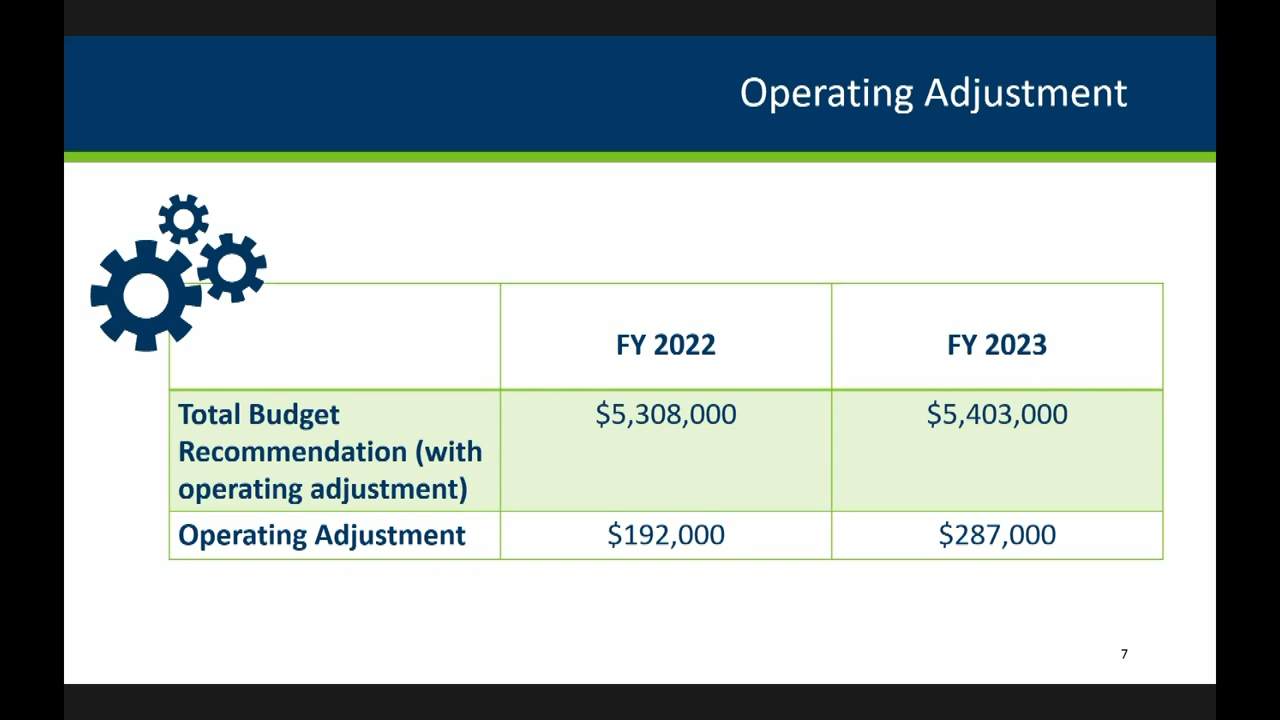 Operating Adjustment
FY 2022
FY 2023
Total Budget
Recommendation (with
operating adjustment)
$5,308,000
$5,403,000
Operating Adjustment
$192,000
$287,000
7